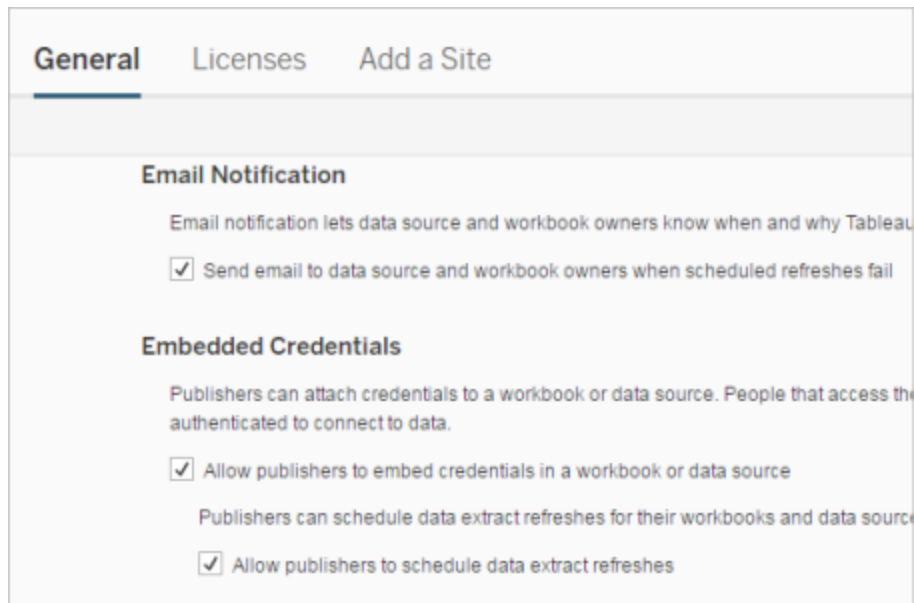 General Licenses Add a Site
Email Notification
Email notification lets data source and workbook owners know when and why Tableau
Send email to data source and workbook owners when scheduled refreshes fail
Embedded Credentials
Publishers can attach credentials to a workbook or data source. People that access the
authenticated to connect to data.
Allow publishers to embed credentials in a workbook or data source
Publishers can schedule data extract refreshes for their workbooks and data source
Allow publishers to schedule data extract refreshes